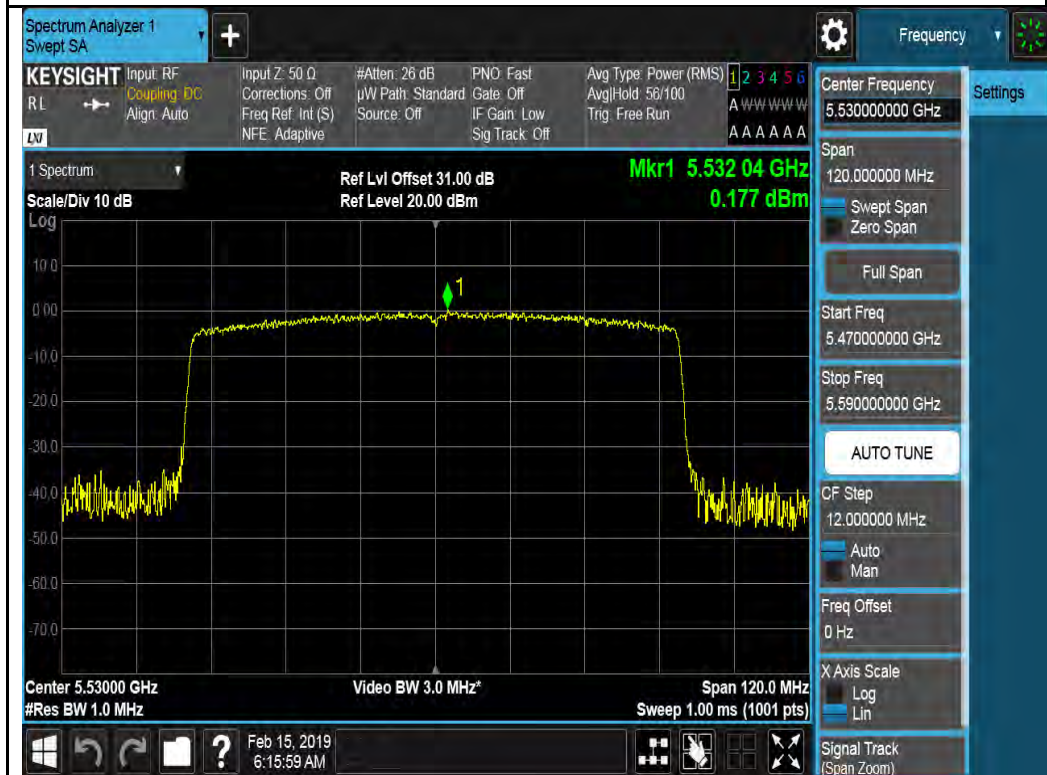 Spectrum Analyzer 1
Swept SA
+
Frequency
KEYSIGHT
RL
LXI
Input: RF
Coupling: DC
Align: Auto
Input Z: 50 Ω
Corrections: Off
Freq Ref: Int (S)
NFE: Adaptive
#Atten: 26 dB
µW Path: Standard
Source: Off
PNO: Fast
Gate: Off
IF Gain: Low
Sig Track: Off
Avg Type: Power (RMS)
Avg|Hold: 56/100
Trig: Free Run
1 2 3 4 5 6
A W W W W W
A A A A A A
1 Spectrum
Scale/Div 10 dB
Ref Lvl Offset 31.00 dB
Ref Level 20.00 dBm
Mkr1 5.532 04 GHz
0.177 dBm
Log
10.0
0.00
-10.0
-20.0
-30.0
-40.0
-50.0
-60.0
-70.0
1
Center 5.53000 GHz
#Res BW 1.0 MHz
Video BW 3.0 MHz*
Span 120.0 MHz
Sweep 1.00 ms (1001 pts)
?
Feb 15, 2019
6:15:59 AM
Center Frequency
5.530000000 GHz
Span
120.000000 MHz
Swept Span
Zero Span
Full Span
Start Freq
5.470000000 GHz
Stop Freq
5.590000000 GHz
AUTO TUNE
CF Step
12.000000 MHz
Auto
Man
Freq Offset
0 Hz
X Axis Scale
Log
Lin
Signal Track
(Span Zoom)
Settings